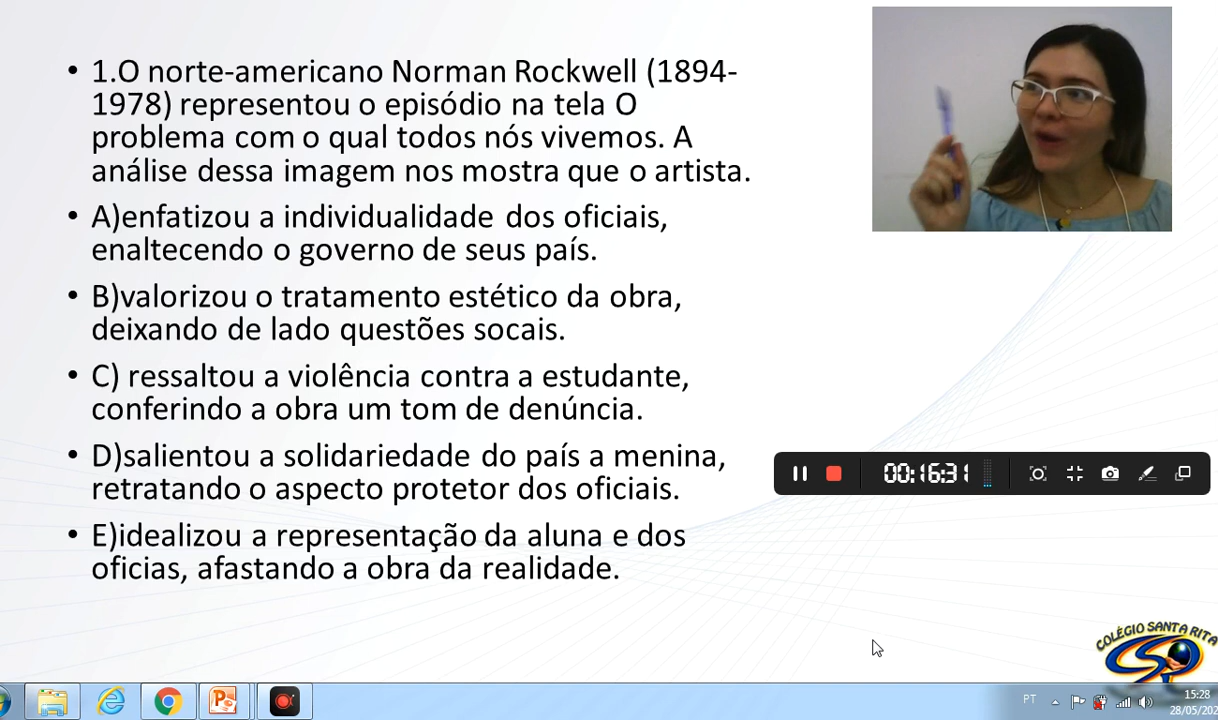 • 1.O norte-americano Norman Rockwell (1894-
1978) representou o episódio na tela O
problema com o qual todos nós vivemos. A
análise dessa imagem nos mostra que o artista.
• A)enfatizou a individualidade dos oficiais,
enaltecendo o governo de seus país.
• B)valorizou o tratamento estético da obra,
deixando de lado questões socais.
• C) ressaltou a violência contra a estudante,
conferindo a obra um tom de denúncia.
• D)salientou a solidariedade do país a menina,
retratando o aspecto protetor dos oficiais.
• E)idealizou a representação da aluna e dos
oficias, afastando a obra da realidade.
00:16:31
COLÉGIO SANTA RITA
PT
15:28
28/05/202